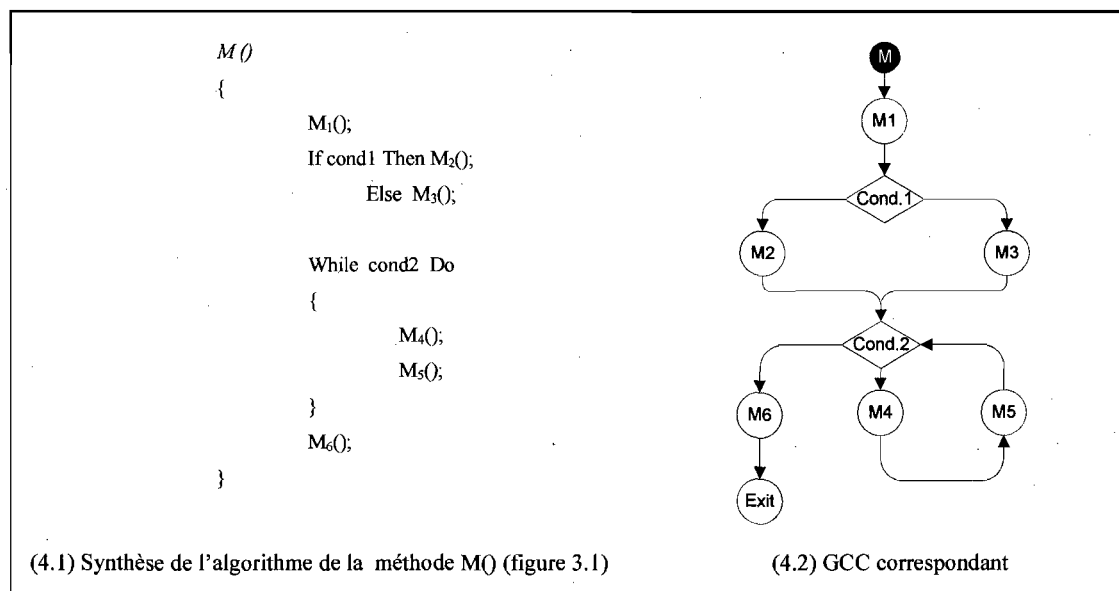 M ()
{
M₁();
If cond1 Then M₂();
Else M₃();
While cond2 Do
{
M₄();
M₅();
}
M₆();
}
(4.1) Synthèse de l'algorithme de la méthode M() (figure 3.1)
M
M1
Cond.1
M2
M3
Cond.2
M6
M4
M5
Exit
(4.2) GCC correspondant